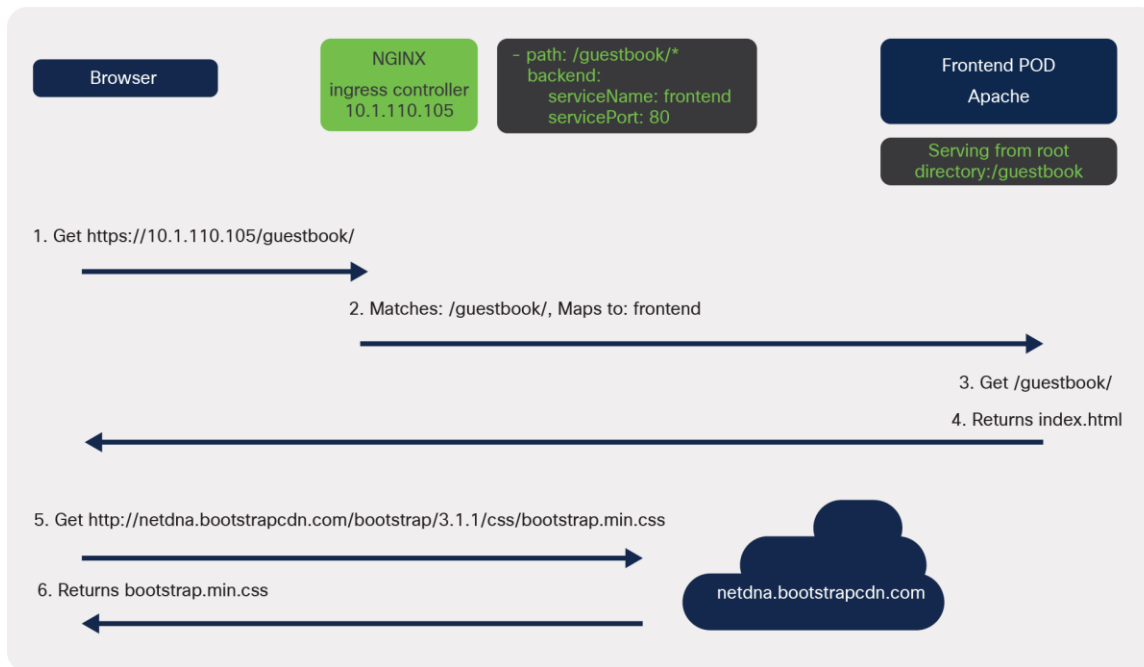 Browser
NGINX
ingress controller
10.1.110.105
- path: /guestbook/*
backend:
serviceName: frontend
servicePort: 80
Frontend POD
Apache
Serving from root
directory:/guestbook
1. Get https://10.1.110.105/guestbook/
2. Matches: /guestbook/, Maps to: frontend
3. Get /guestbook/
4. Returns index.html
5. Get http://netdna.bootstrapcdn.com/bootstrap/3.1.1/css/bootstrap.min.css
6. Returns bootstrap.min.css
netdna.bootstrapcdn.com